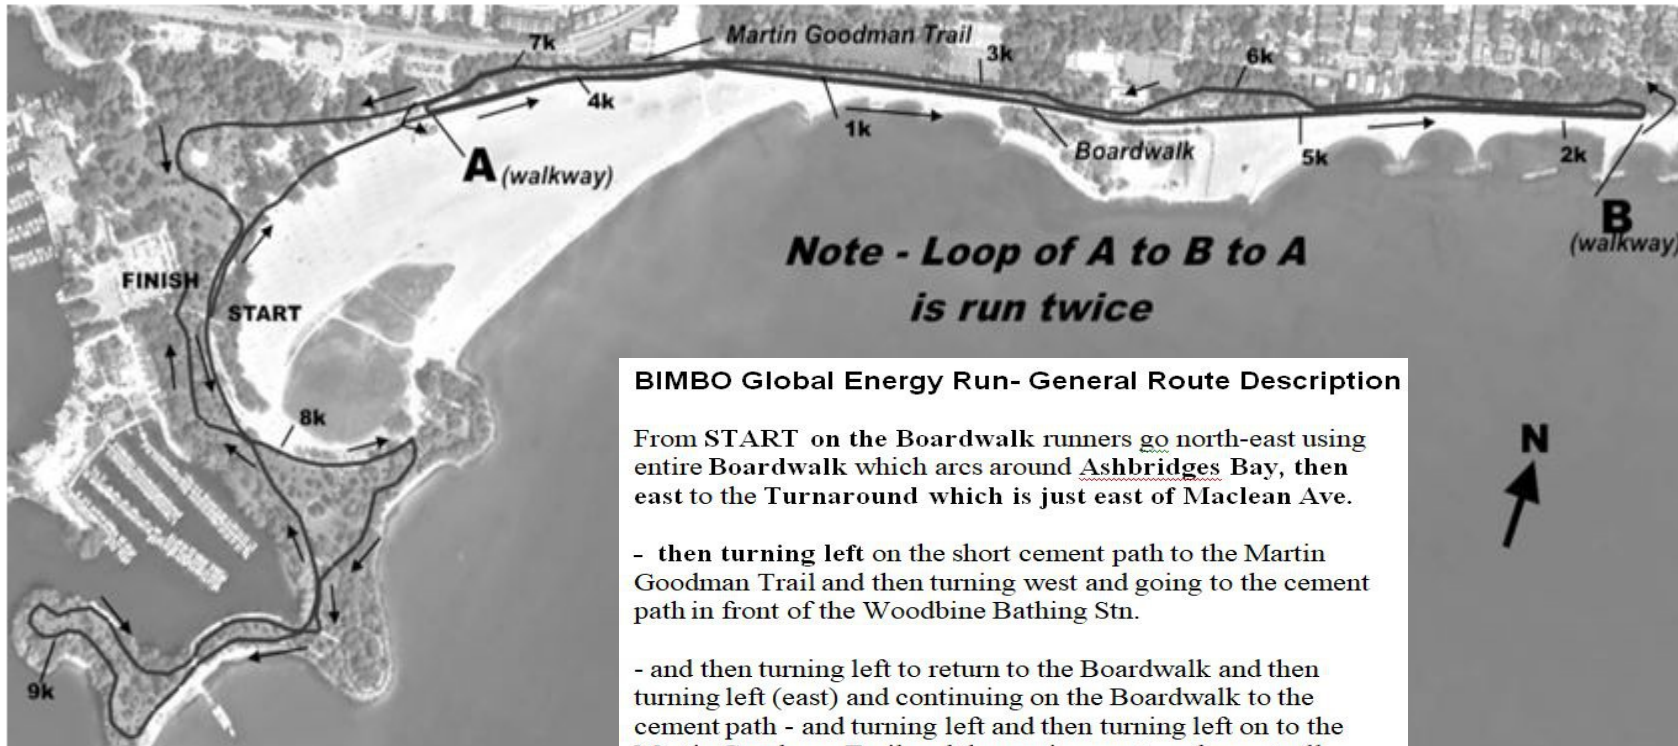 7k
Martin Goodman Trail
3k
6k
4k
1k
Boardwalk
5k
2k
A (walkway)
B
(walkway)
Note - Loop of A to B to A
is run twice
FINISH
START
8k
9k
N
BIMBO Global Energy Run- General Route Description
From START on the Boardwalk runners go north-east using
entire Boardwalk which arcs around Ashbridges Bay, then
east to the Turnaround which is just east of Maclean Ave.
- then turning left on the short cement path to the Martin
Goodman Trail and then turning west and going to the cement
path in front of the Woodbine Bathing Stn.
- and then turning left to return to the Boardwalk and then
turning left (east) and continuing on the Boardwalk to the
cement path - and turning left and then turning left on to the